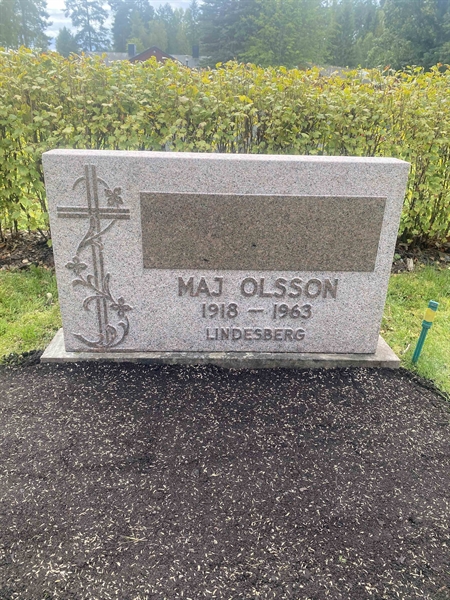 MAJ OLSSON
1918 — 1963
LINDESBERG